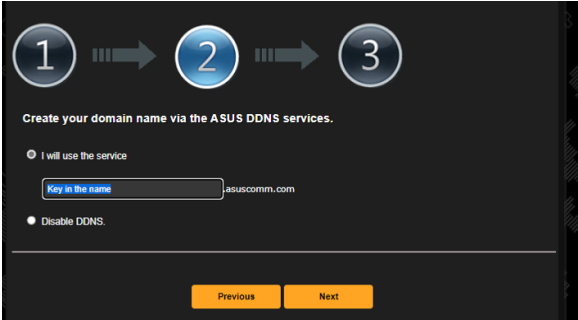 1 2 3
Create your domain name via the ASUS DDNS services.
I will use the service
Key in the name .asuscomm.com
Disable DDNS.
Previous Next